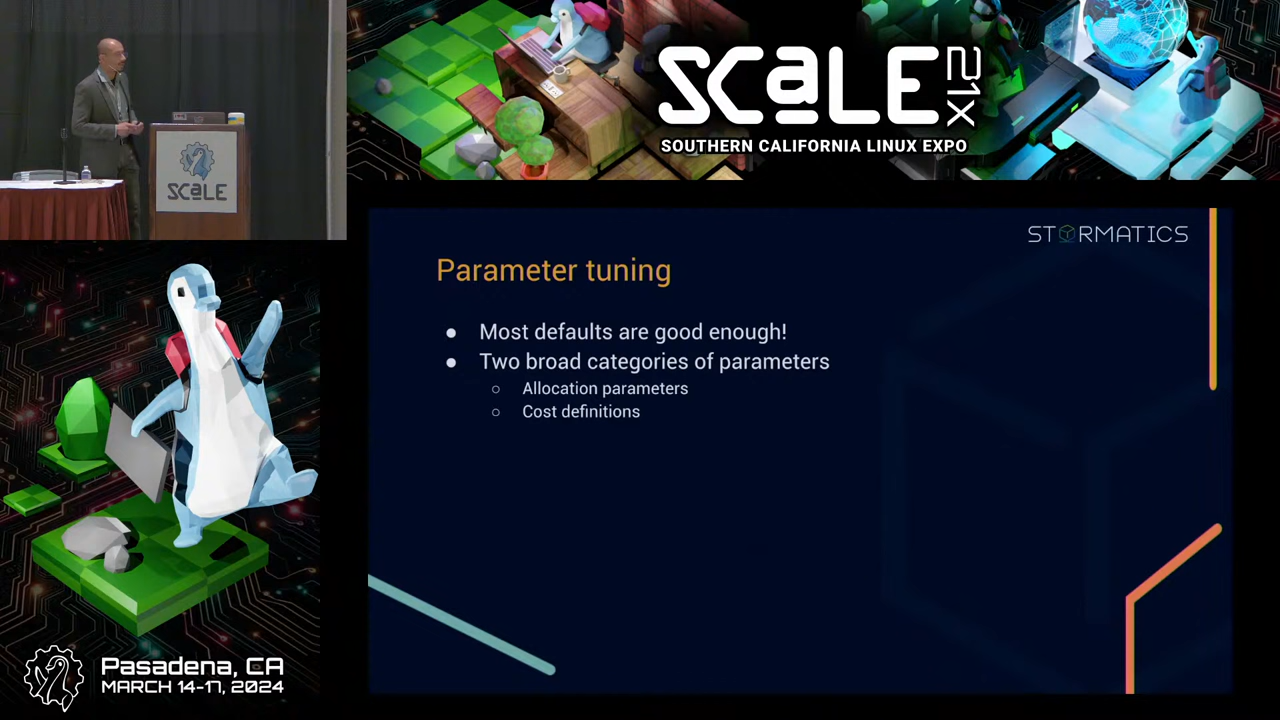 SCaLE 21X
SOUTHERN CALIFORNIA LINUX EXPO
SCaLE
STORMATICS
Parameter tuning
● Most defaults are good enough!
● Two broad categories of parameters
○ Allocation parameters
○ Cost definitions
Pasadena, CA
MARCH 14-17, 2024